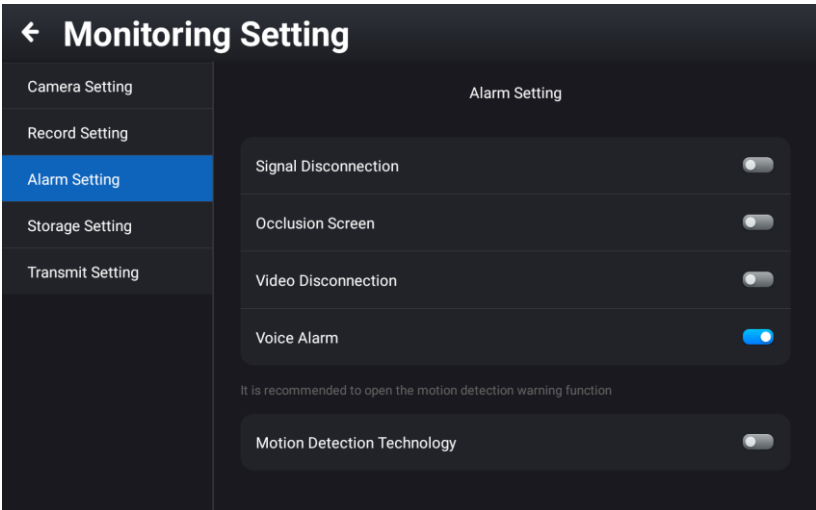 Monitoring Setting
Camera Setting
Record Setting
Alarm Setting
Storage Setting
Transmit Setting
Alarm Setting
Signal Disconnection
Occlusion Screen
Video Disconnection
Voice Alarm
It is recommended to open the motion detection warning function
Motion Detection Technology